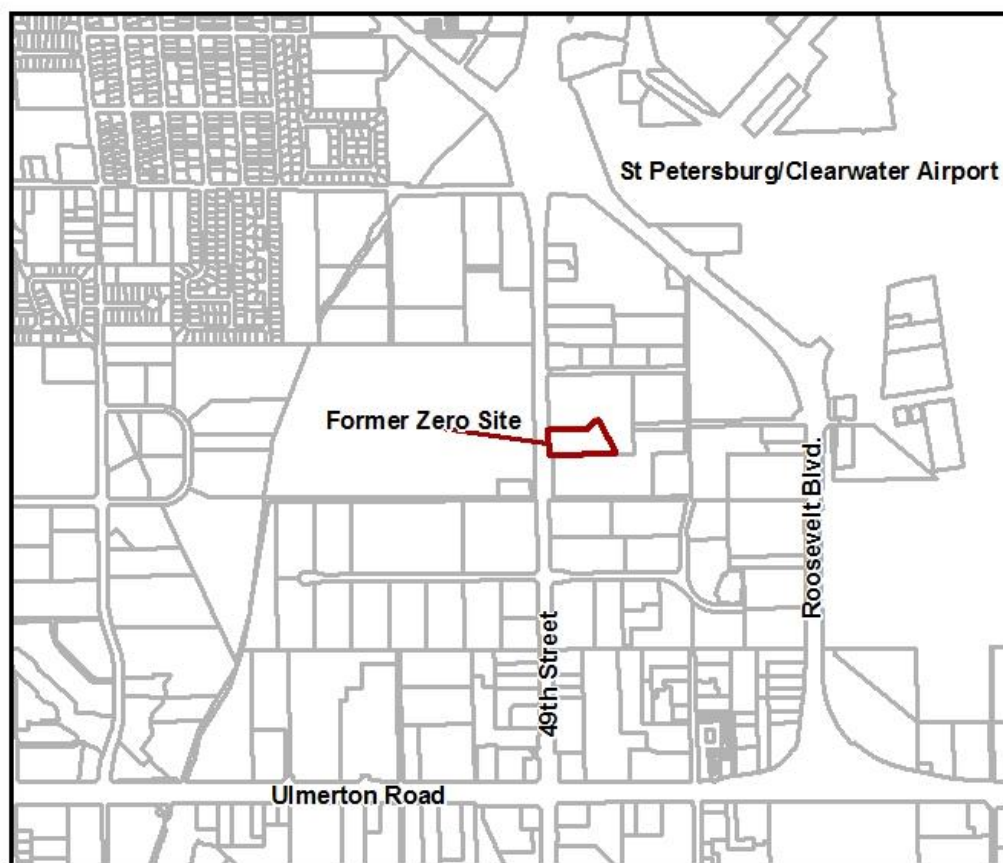 St Petersburg/Clearwater Airport
Former Zero Site
Roosevelt Blvd.
49th Street
Ulmerton Road